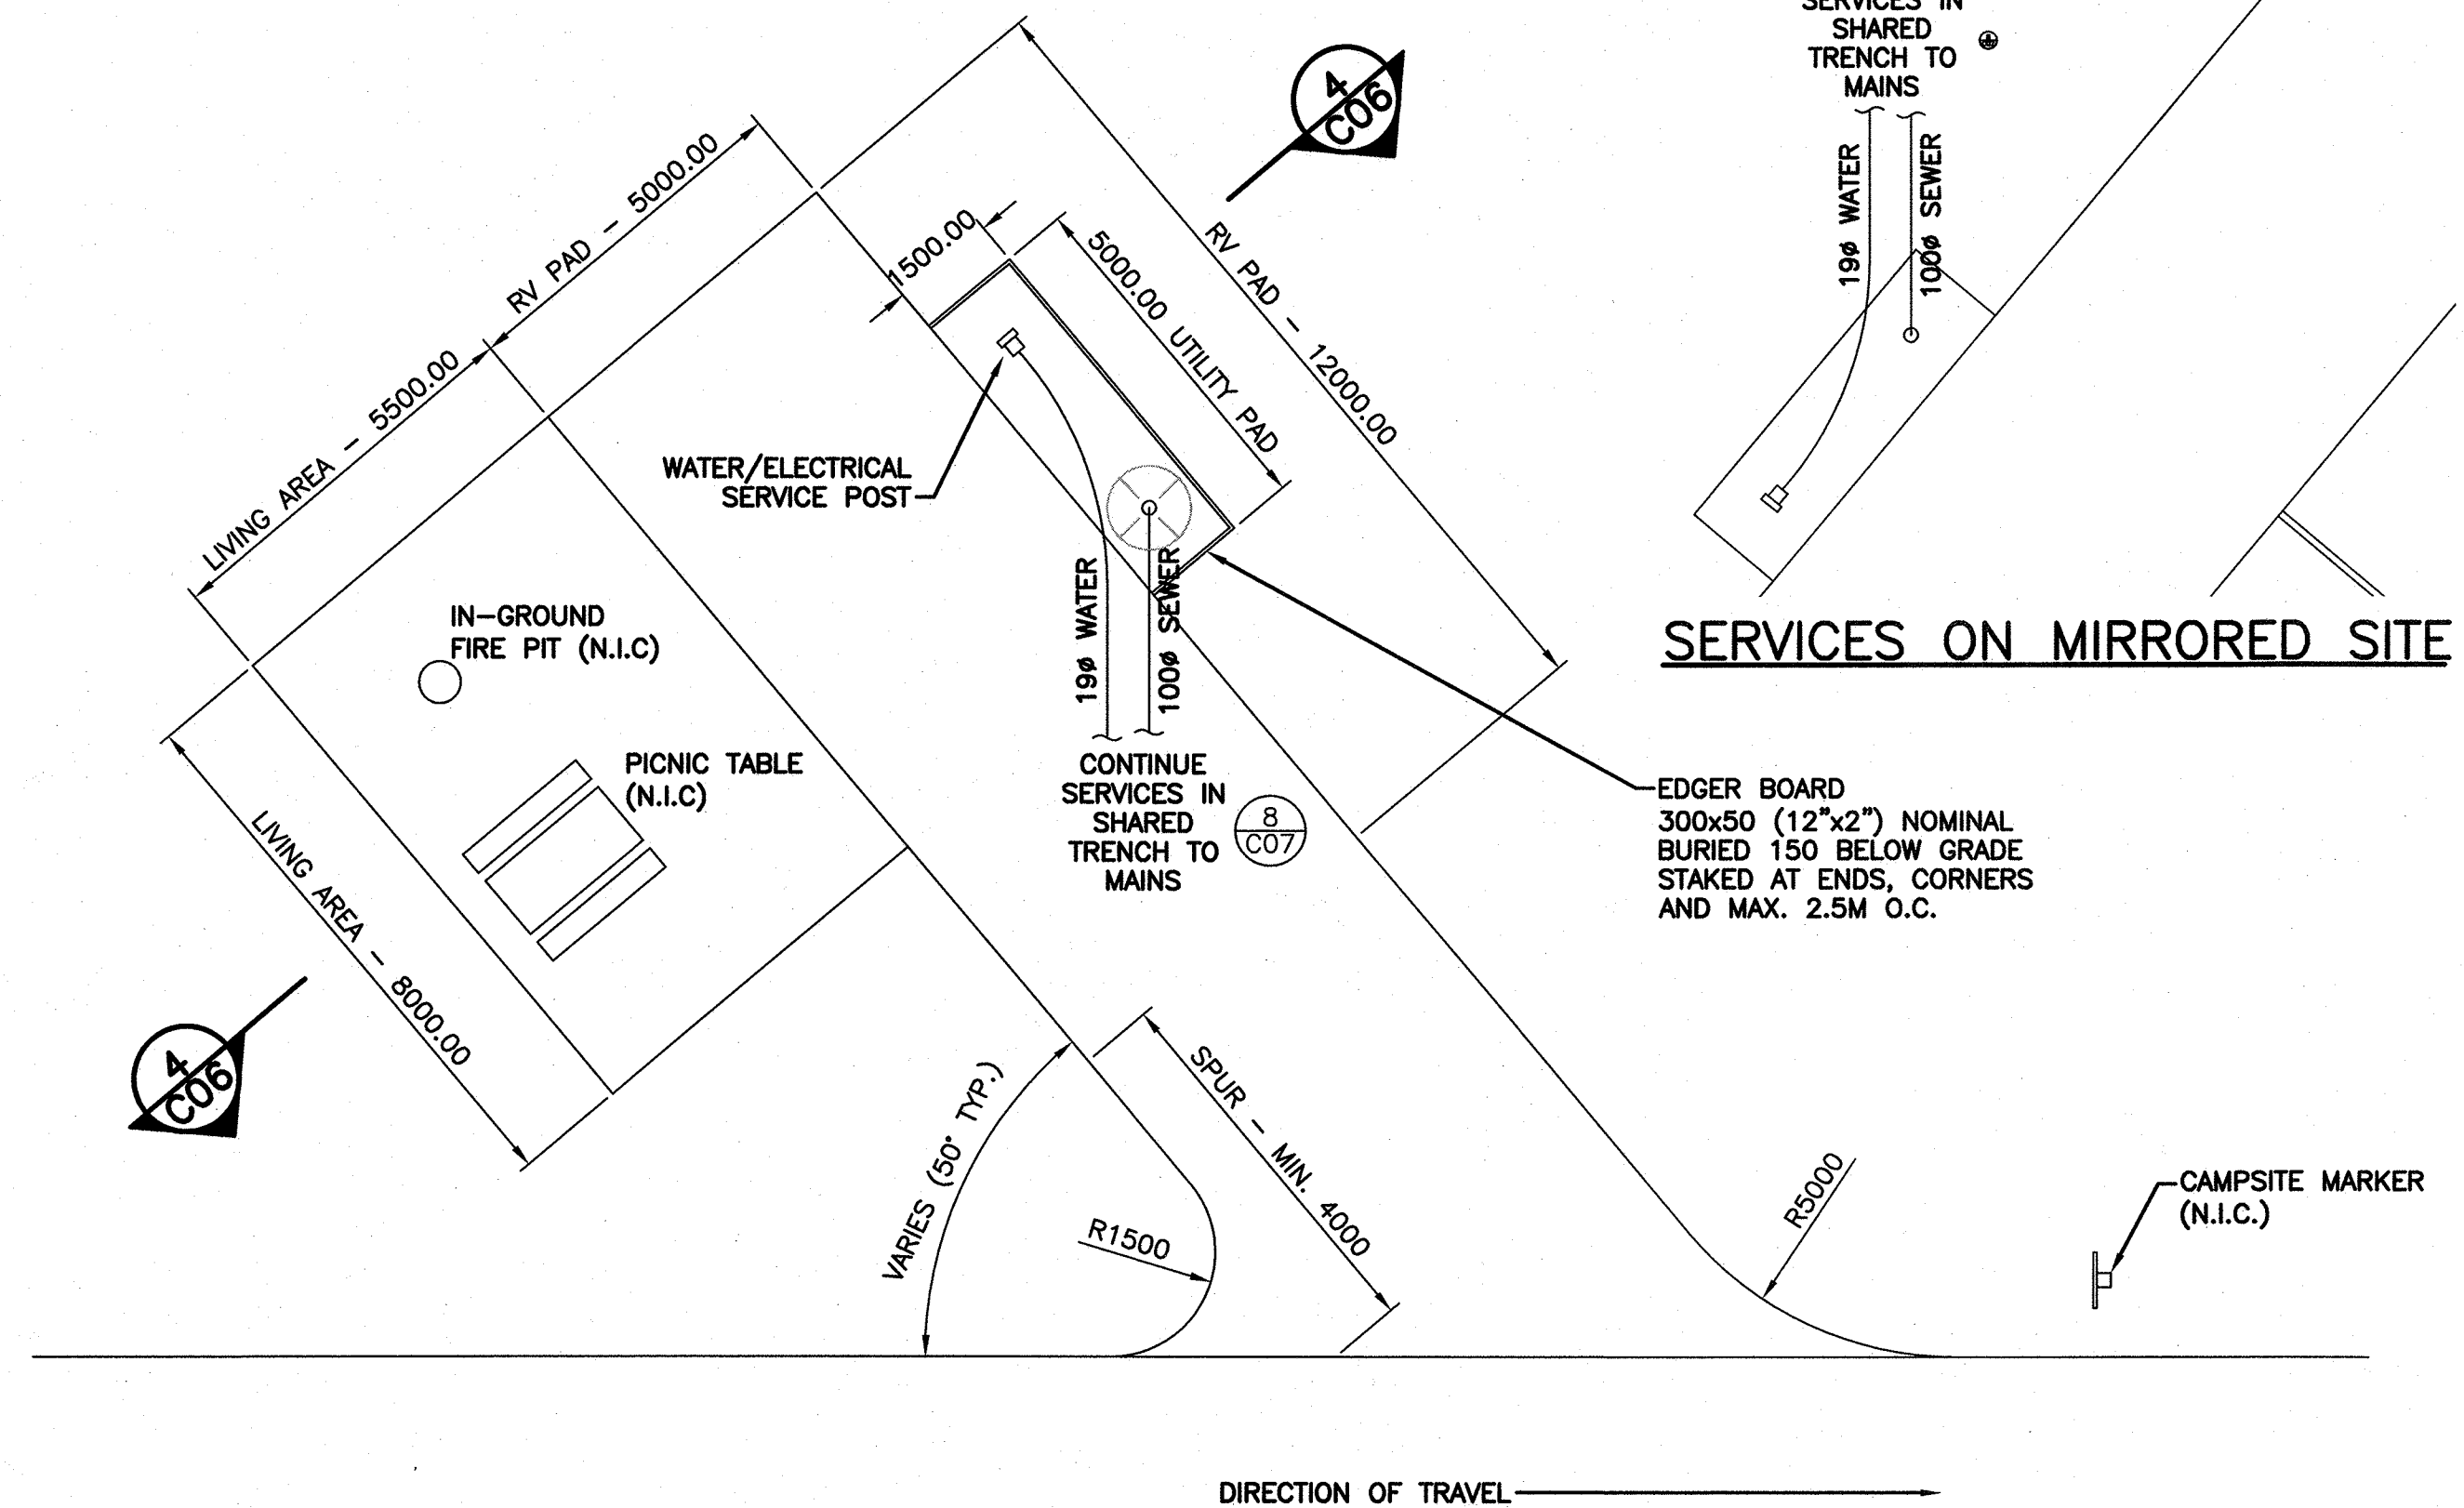 SERVICES IN
SHARED
TRENCH TO
MAINS
19ø WATER
100ø SEWER
SERVICES ON MIRRORED SITE
4
C06
RV PAD - 5000.00
1500.00
5000.00 UTILITY PAD
RV PAD - 12000.00
LIVING AREA - 5500.00
WATER/ELECTRICAL
SERVICE POST
IN-GROUND
FIRE PIT (N.I.C)
19ø WATER
100ø SEWER
PICNIC TABLE
(N.I.C)
CONTINUE
SERVICES IN
SHARED
TRENCH TO
MAINS
8
C07
EDGER BOARD
300x50 (12"x2") NOMINAL
BURIED 150 BELOW GRADE
STAKED AT ENDS, CORNERS
AND MAX. 2.5M O.C.
LIVING AREA - 8000.00
4
C06
VARIES (50° TYP.)
SPUR - MIN. 4000
R1500
R5000
CAMPSITE MARKER
(N.I.C.)
DIRECTION OF TRAVEL